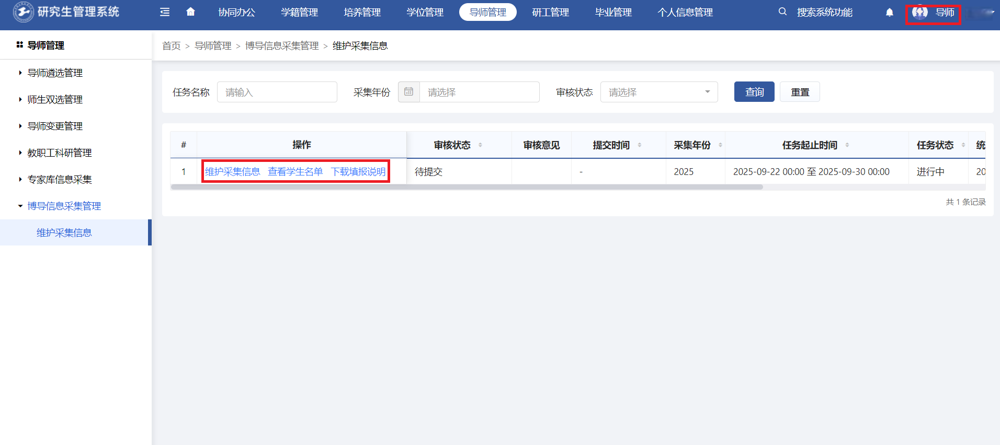 研究生管理系统 协同办公 学籍管理 培养管理 学位管理 导师管理 研工管理 毕业管理 个人信息管理 搜索系统功能 导师
导师管理
导师遴选管理
师生双选管理
导师变更管理
教职工科研管理
专家库信息采集
博导信息采集管理
维护采集信息
首页 > 导师管理 > 博导信息采集管理 > 维护采集信息
任务名称 请输入 采集年份 请选择 审核状态 请选择 查询 重置
# 操作 审核状态 审核意见 提交时间 采集年份 任务起止时间 任务状态 统
1 维护采集信息 查看学生名单 下载填报说明 待提交 - 2025 2025-09-22 00:00 至 2025-09-30 00:00 进行中 20
共 1 条记录